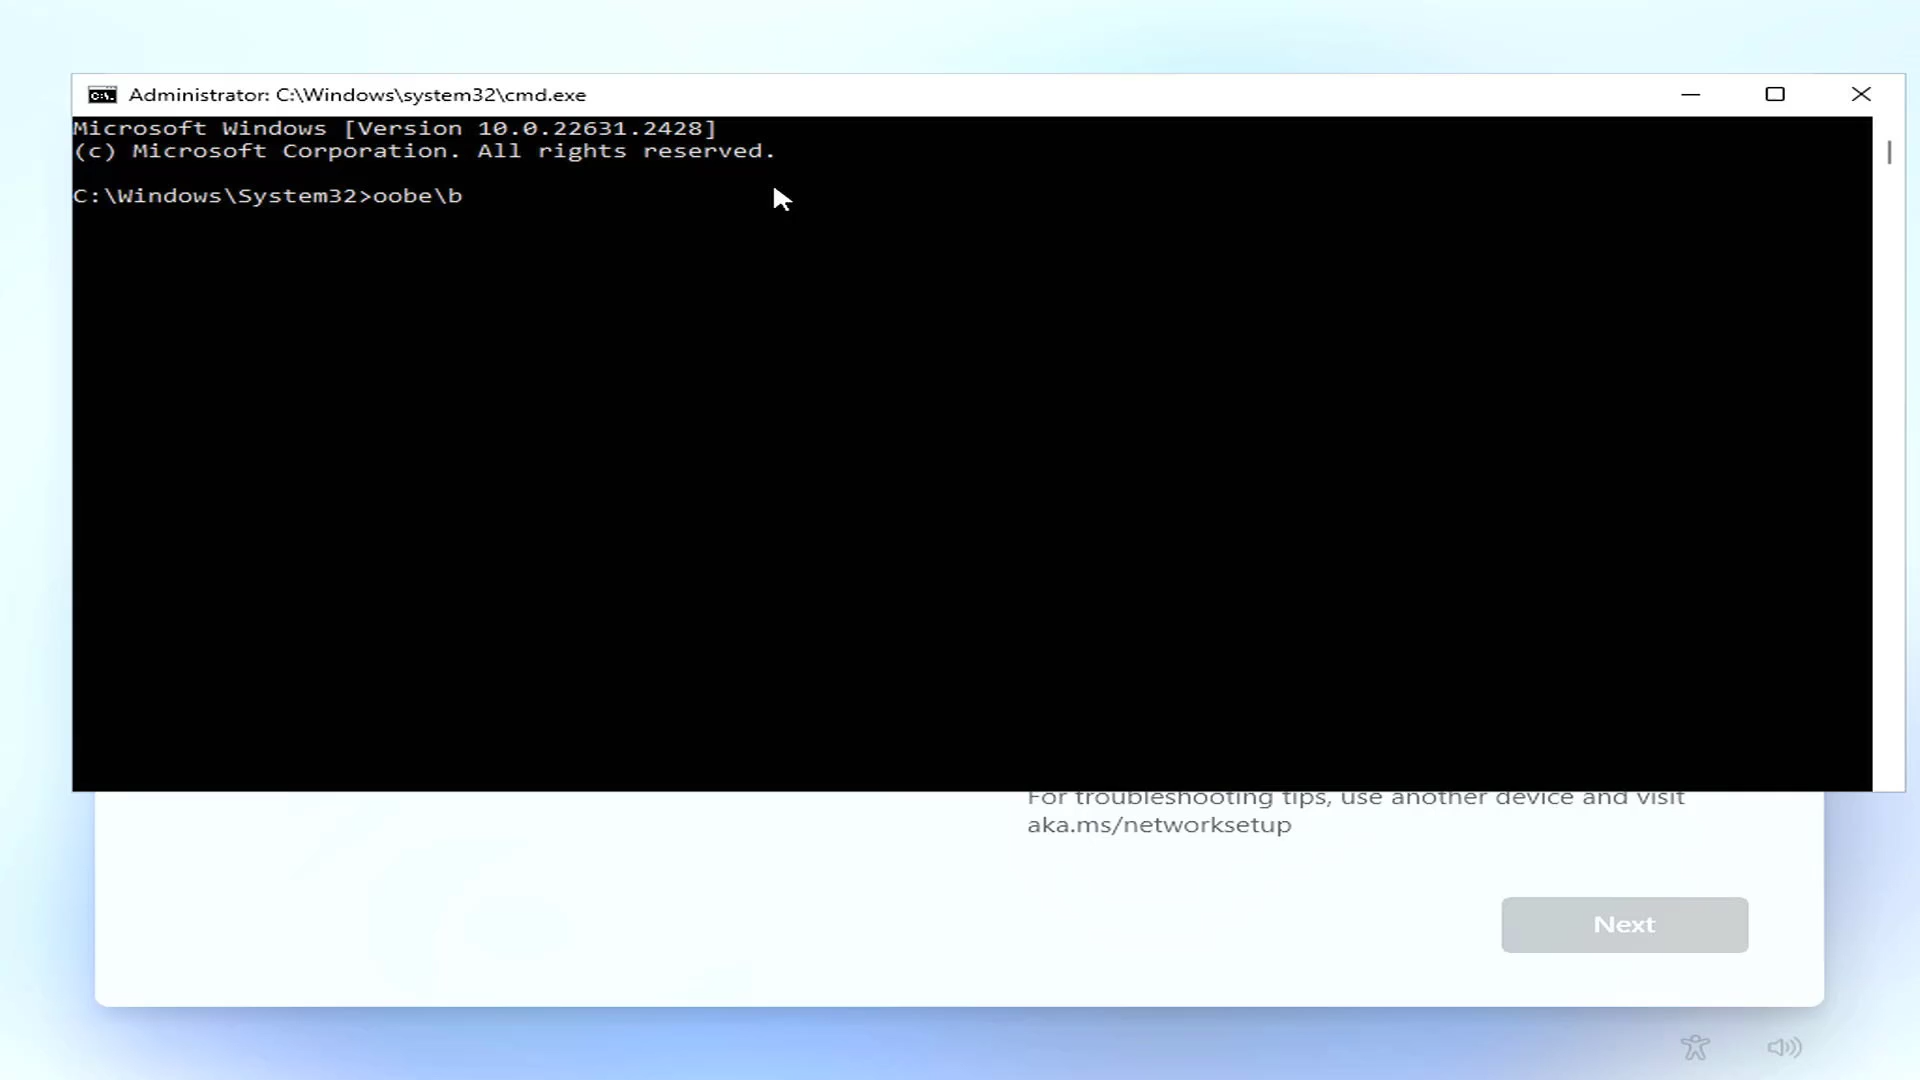 Administrator: C:\Windows\system32\cmd.exe
Microsoft Windows [Version 10.0.22631.2428]
(c) Microsoft Corporation. All rights reserved.
C:\Windows\System32>oobe\b
For troubleshooting tips, use another device and visit
aka.ms/networksetup
Next